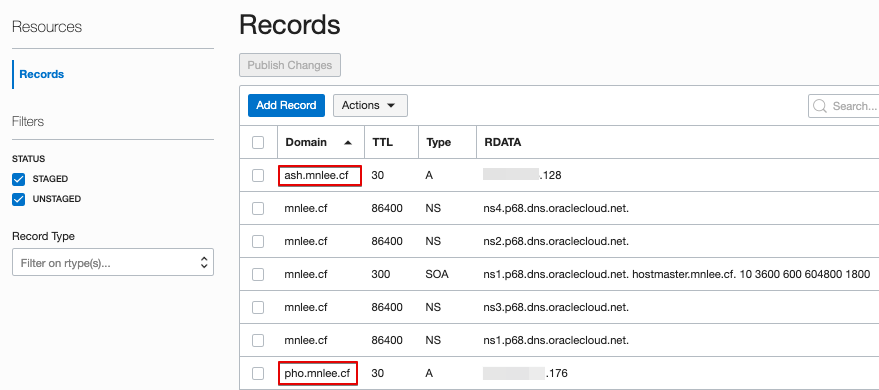 Resources
Records
Filters
STATUS
STAGED
UNSTAGED
Record Type
Filter on rtype(s)...
Records
Publish Changes
Add Record Actions Search...
Domain TTL Type RDATA
ash.mnlee.cf 30 A .128
mnlee.cf 86400 NS ns4.p68.dns.oraclecloud.net.
mnlee.cf 86400 NS ns2.p68.dns.oraclecloud.net.
mnlee.cf 300 SOA ns1.p68.dns.oraclecloud.net. hostmaster.mnlee.cf. 10 3600 600 604800 1800
mnlee.cf 86400 NS ns3.p68.dns.oraclecloud.net.
mnlee.cf 86400 NS ns1.p68.dns.oraclecloud.net.
pho.mnlee.cf 30 A .176